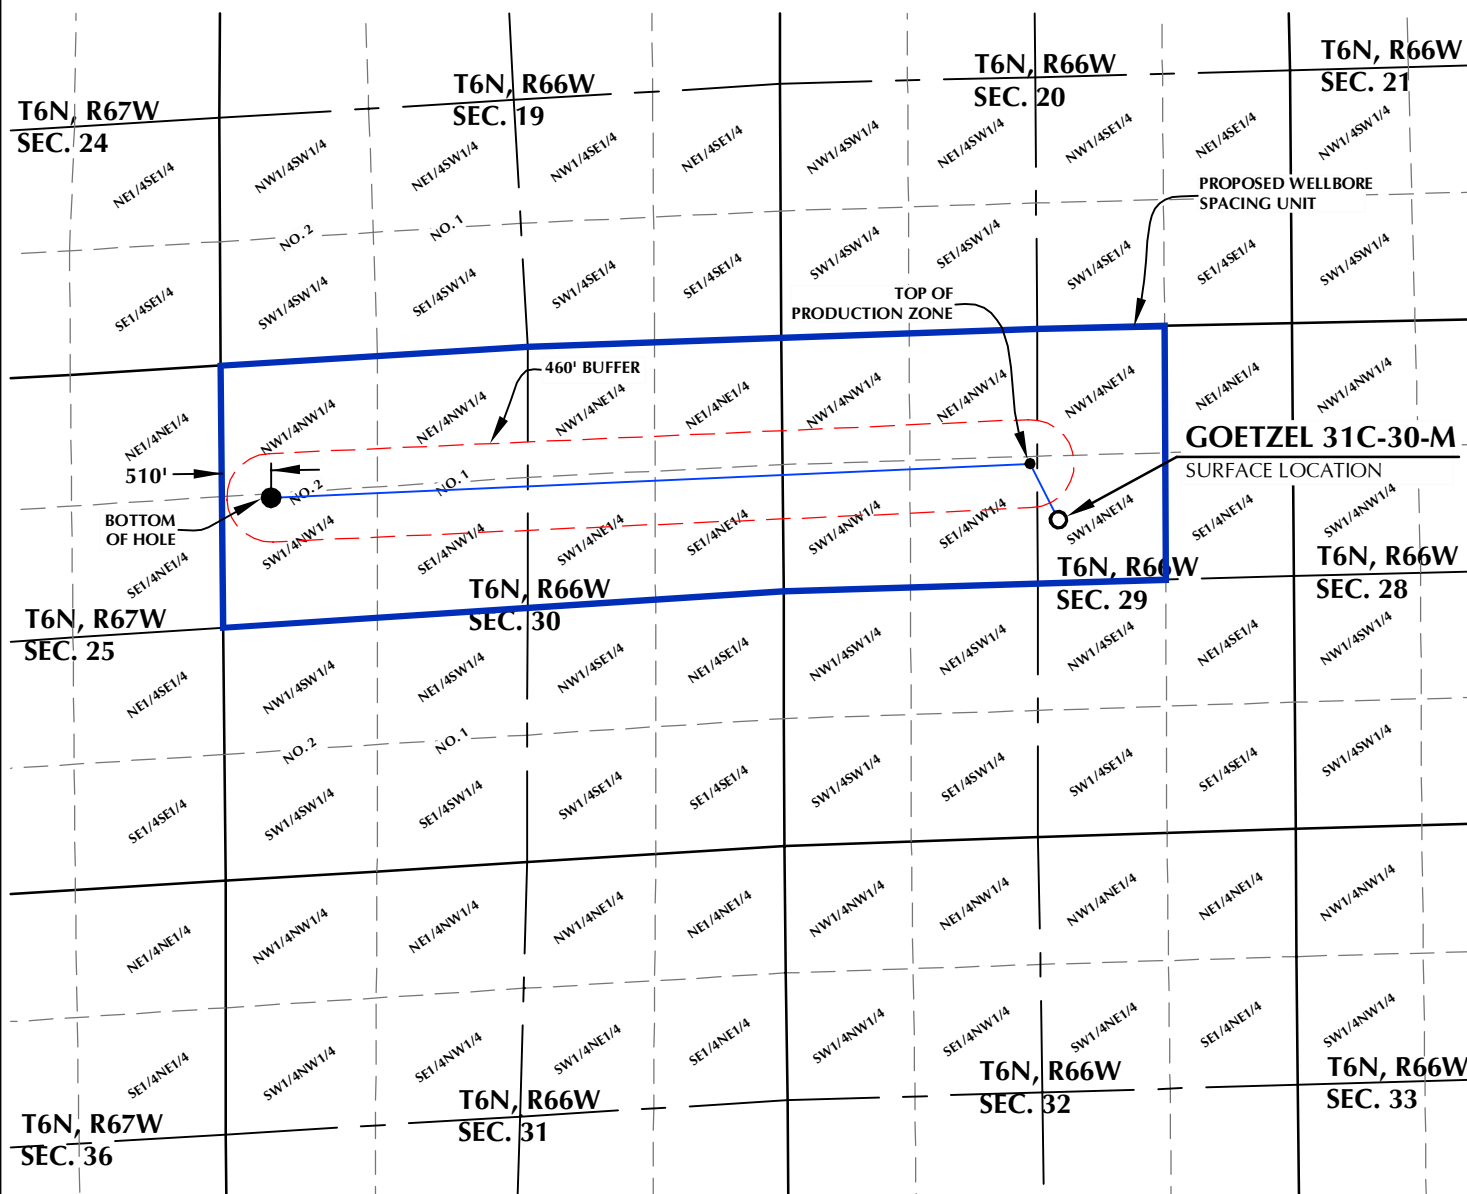 T6N, R66W
SEC. 21
T6N, R66W
SEC. 20
T6N, R66W
SEC. 19
T6N, R67W
SEC. 24
NE1/4SE1/4
NW1/4SW1/4
NE1/4SW1/4
NW1/4SE1/4
NE1/4SE1/4
NW1/4SW1/4
NE1/4SW1/4
NW1/4SE1/4
NE1/4SE1/4
NW1/4SW1/4
PROPOSED WELLBORE
SPACING UNIT
NO. 2
NO. 1
SE1/4SE1/4
SW1/4SW1/4
SE1/4SW1/4
SW1/4SE1/4
SE1/4SE1/4
SW1/4SW1/4
SE1/4SW1/4
SW1/4SE1/4
SE1/4SE1/4
SW1/4SW1/4
TOP OF
PRODUCTION ZONE
460' BUFFER
NE1/4NE1/4
NW1/4NW1/4
NE1/4NW1/4
NW1/4NE1/4
NE1/4NE1/4
NW1/4NW1/4
NE1/4NW1/4
NW1/4NE1/4
NE1/4NE1/4
NW1/4NW1/4
GOETZEL 31C-30-M
SURFACE LOCATION
510'
NO. 2
NO. 1
BOTTOM
OF HOLE
SE1/4NE1/4
SW1/4NW1/4
SE1/4NW1/4
SW1/4NE1/4
SE1/4NE1/4
SW1/4NW1/4
SE1/4NW1/4
SW1/4NE1/4
SE1/4NE1/4
SW1/4NW1/4
T6N, R66W
SEC. 28
T6N, R66W
SEC. 29
T6N, R66W
SEC. 30
T6N, R67W
SEC. 25
NE1/4SE1/4
NW1/4SW1/4
NE1/4SW1/4
NW1/4SE1/4
NE1/4SE1/4
NW1/4SW1/4
NE1/4SW1/4
NW1/4SE1/4
NE1/4SE1/4
NW1/4SW1/4
NO. 2
NO. 1
SE1/4SE1/4
SW1/4SW1/4
SE1/4SW1/4
SW1/4SE1/4
SE1/4SE1/4
SW1/4SW1/4
SE1/4SW1/4
SW1/4SE1/4
SE1/4SE1/4
SW1/4SW1/4
NE1/4NE1/4
NW1/4NW1/4
NE1/4NW1/4
NW1/4NE1/4
NE1/4NE1/4
NW1/4NW1/4
NE1/4NW1/4
NW1/4NE1/4
NE1/4NE1/4
NW1/4NW1/4
SE1/4NE1/4
SW1/4NW1/4
SE1/4NW1/4
SW1/4NE1/4
SE1/4NE1/4
SW1/4NW1/4
SE1/4NW1/4
SW1/4NE1/4
SE1/4NE1/4
SW1/4NW1/4
T6N, R66W
SEC. 33
T6N, R66W
SEC. 32
T6N, R66W
SEC. 31
T6N, R67W
SEC. 36